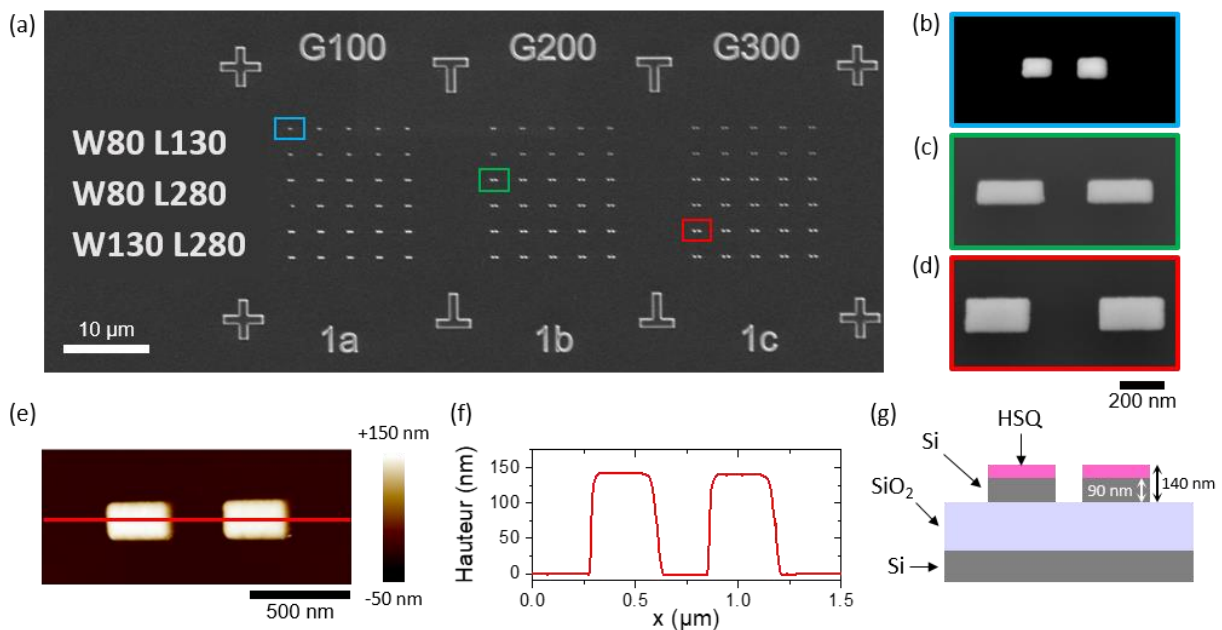 (a)
G100 G200 G300
W80 L130
W80 L280
W130 L280
10 µm
1a 1b 1c
(b)
(c)
(d)
200 nm
(e)
+150 nm
-50 nm
500 nm
(f)
Hauteur (nm)
150
100
50
0
0.0 0.5 1.0 1.5
x (µm)
(g)
HSQ
Si
SiO₂
90 nm
140 nm
Si